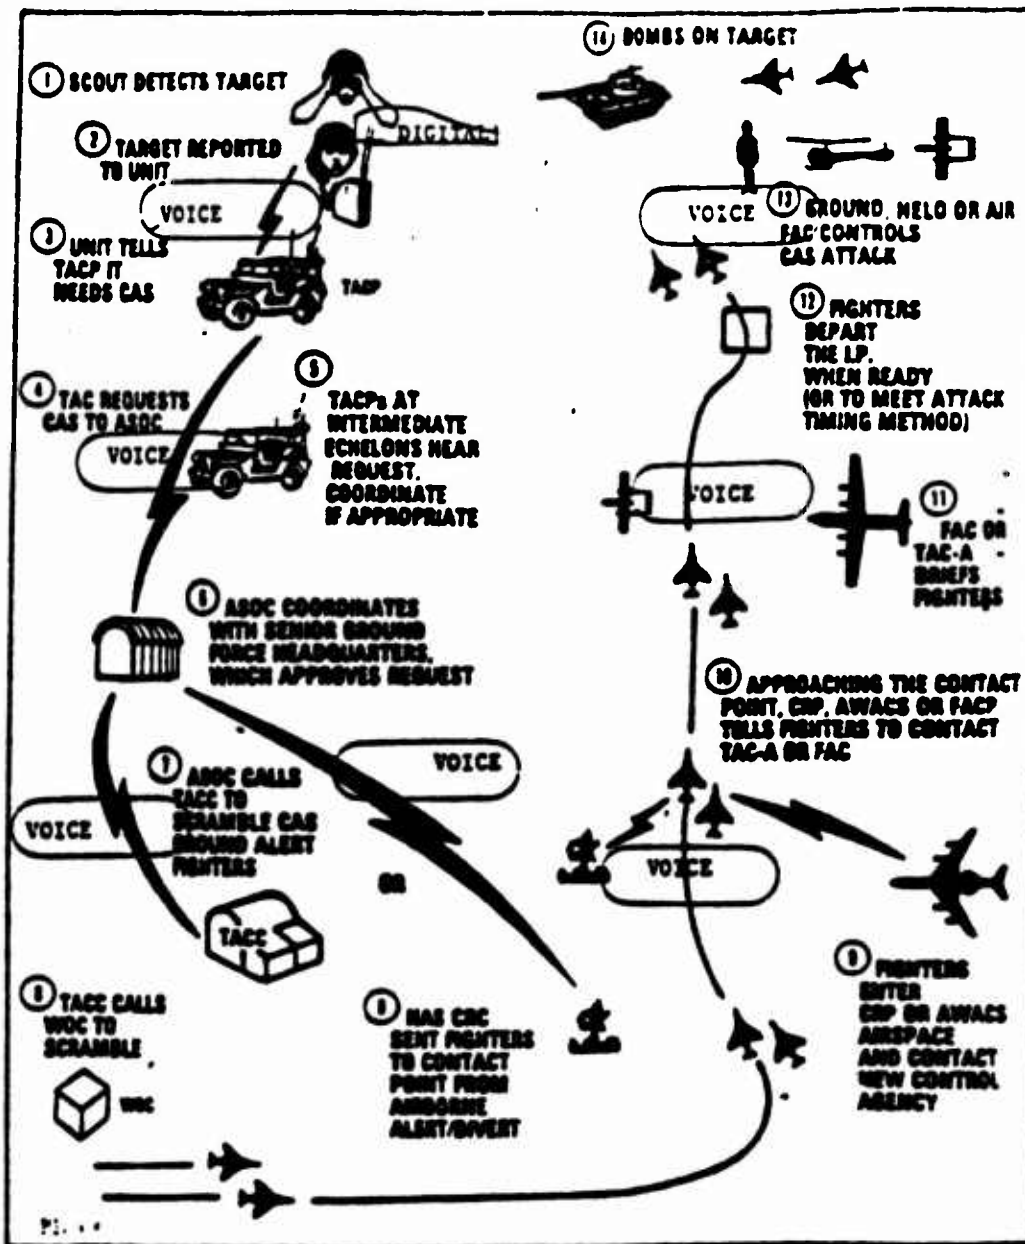 1 SCOUT DETECTS TARGET
DIGITAL
2 TARGET REPORTED
TO UNIT
VOICE
3 UNIT TELLS
TACP IT
NEEDS CAS
TACP
4 TAC REQUESTS
CAS TO ASOC
VOICE
5
TACPs AT
INTERMEDIATE
ECHELONS HEAR
REQUEST,
COORDINATE
IF APPROPRIATE
6 ASOC COORDINATES
WITH SENIOR GROUND
FORCE HEADQUARTERS,
WHICH APPROVES REQUEST
7 ASOC CALLS
TACC TO
SCRAMBLE CAS
GROUND ALERT
FIGHTERS
VOICE
VOICE
OR
TACC
8 TACC CALLS
WOC TO
SCRAMBLE
WOC
8 HAS CRC
SENT FIGHTERS
TO CONTACT
POINT FROM
AIRBORNE
ALERT/DIVERT
9 FIGHTERS
ENTER
CRP OR AWACS
AIRSPACE
AND CONTACT
NEW CONTROL
AGENCY
VOICE
10 APPROACHING THE CONTACT
POINT, CRP, AWACS OR FACP
TELLS FIGHTERS TO CONTACT
TAC-A OR FAC
11
FAC OR
TAC-A
BRIEFS
FIGHTERS
VOICE
12 FIGHTERS
DEPART
THE I.P.
WHEN READY
(OR TO MEET ATTACK
TIMING METHOD)
VOICE
13 GROUND, HELO OR AIR
FAC CONTROLS
CAS ATTACK
14 BOMBS ON TARGET